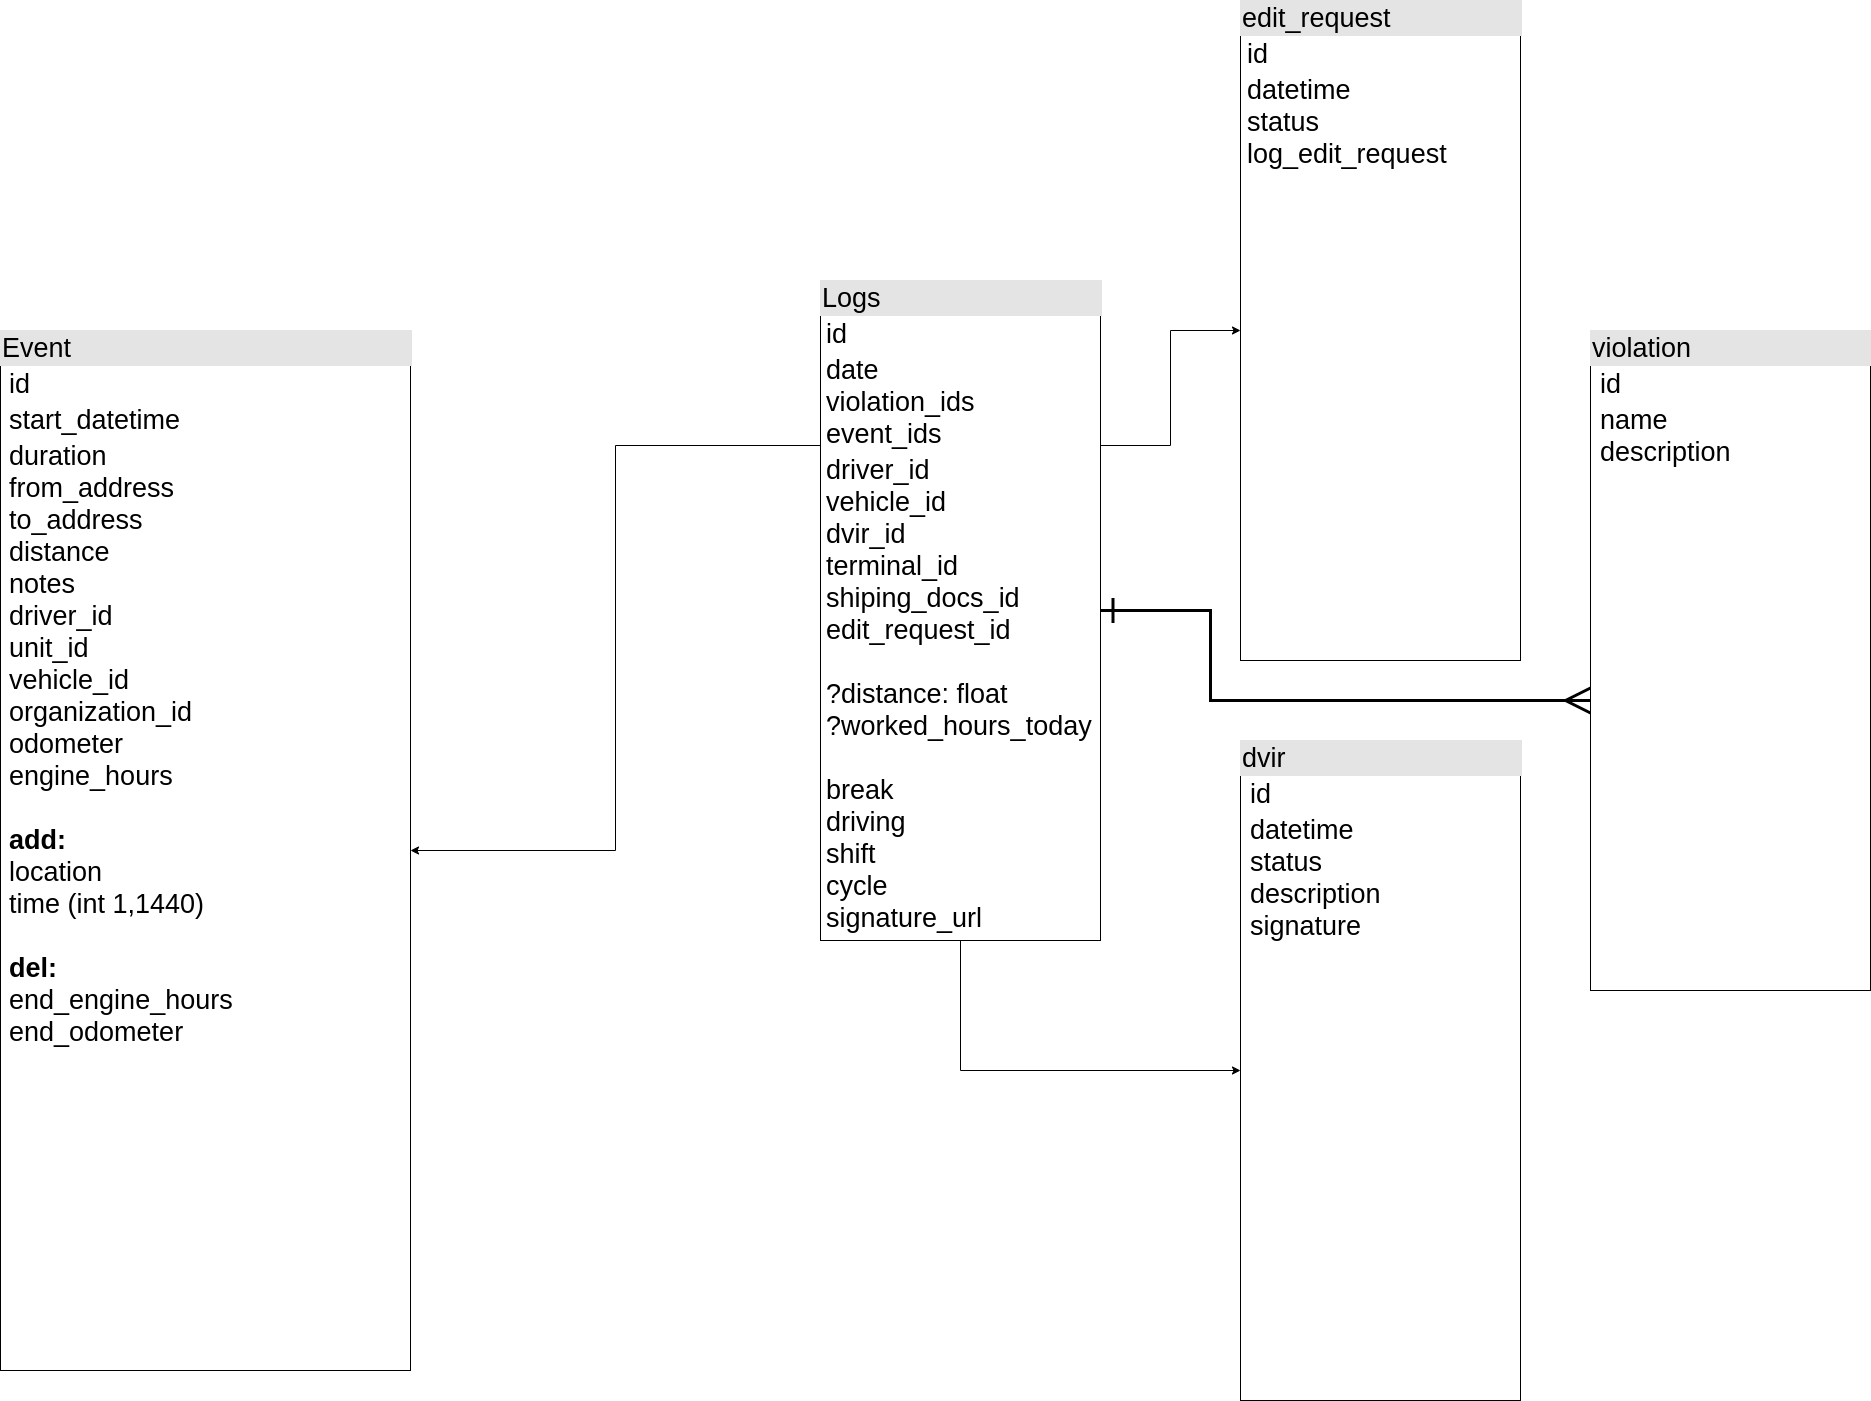 edit_request
id
datetime
status
log_edit_request
Logs
id
date
violation_ids
event_ids
driver_id
vehicle_id
dvir_id
terminal_id
shiping_docs_id
edit_request_id
?distance: float
?worked_hours_today
break
driving
shift
cycle
signature_url
Event
id
start_datetime
duration
from_address
to_address
distance
notes
driver_id
unit_id
vehicle_id
organization_id
odometer
engine_hours
add:
location
time (int 1,1440)
del:
end_engine_hours
end_odometer
violation
id
name
description
dvir
id
datetime
status
description
signature